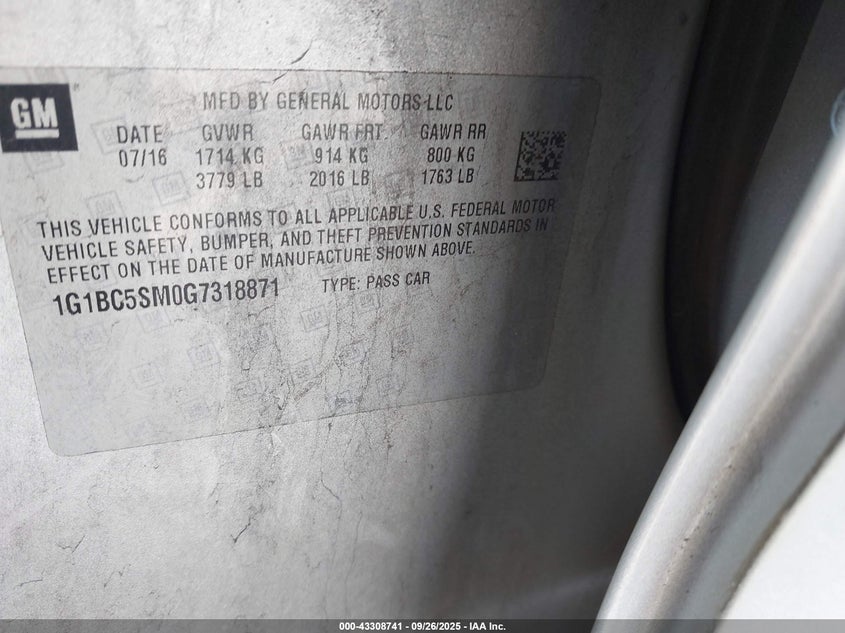 GM
MFD BY GENERAL MOTORS LLC
DATE GVWR GAWR FRT GAWR RR
07/16 1714 KG 914 KG 800 KG
3779 LB 2016 LB 1763 LB
THIS VEHICLE CONFORMS TO ALL APPLICABLE U.S. FEDERAL MOTOR
VEHICLE SAFETY, BUMPER, AND THEFT PREVENTION STANDARDS IN
EFFECT ON THE DATE OF MANUFACTURE SHOWN ABOVE.
1G1BC5SM0G7318871 TYPE: PASS CAR
000-43308741 - 09/26/2025 - IAA Inc.